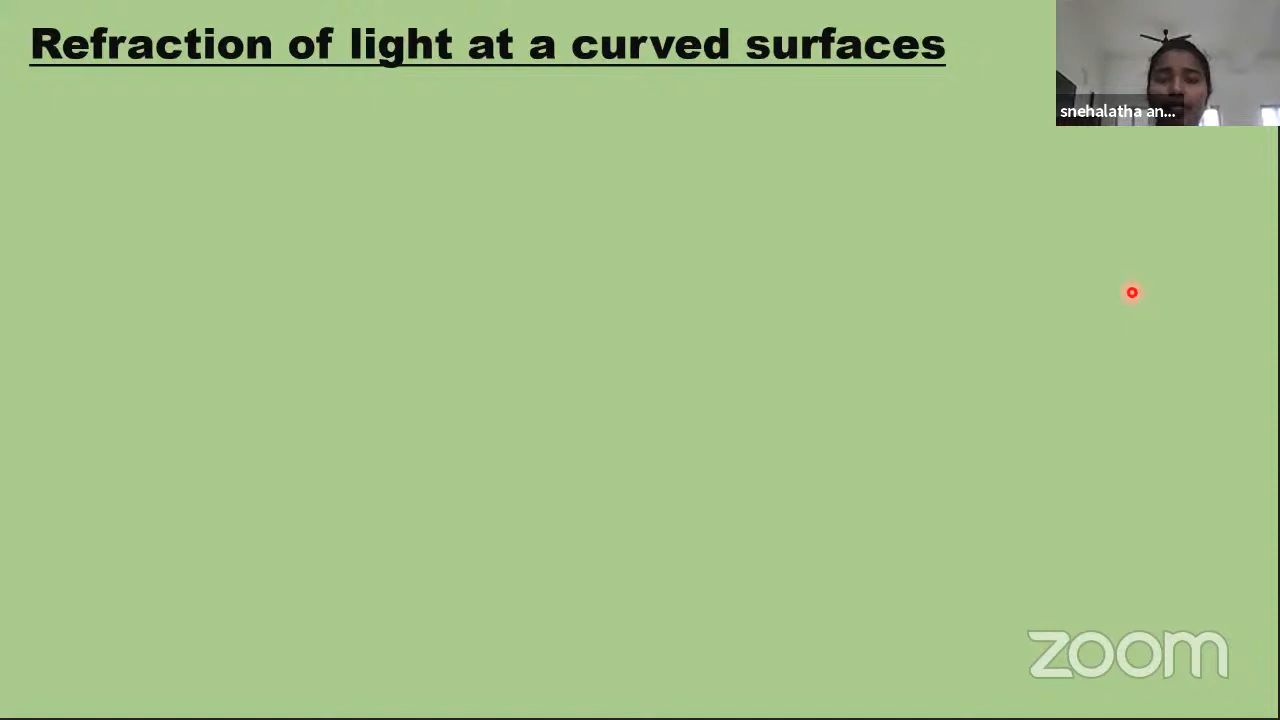 Refraction of light at a curved surfaces
snehalatha an...
zoom